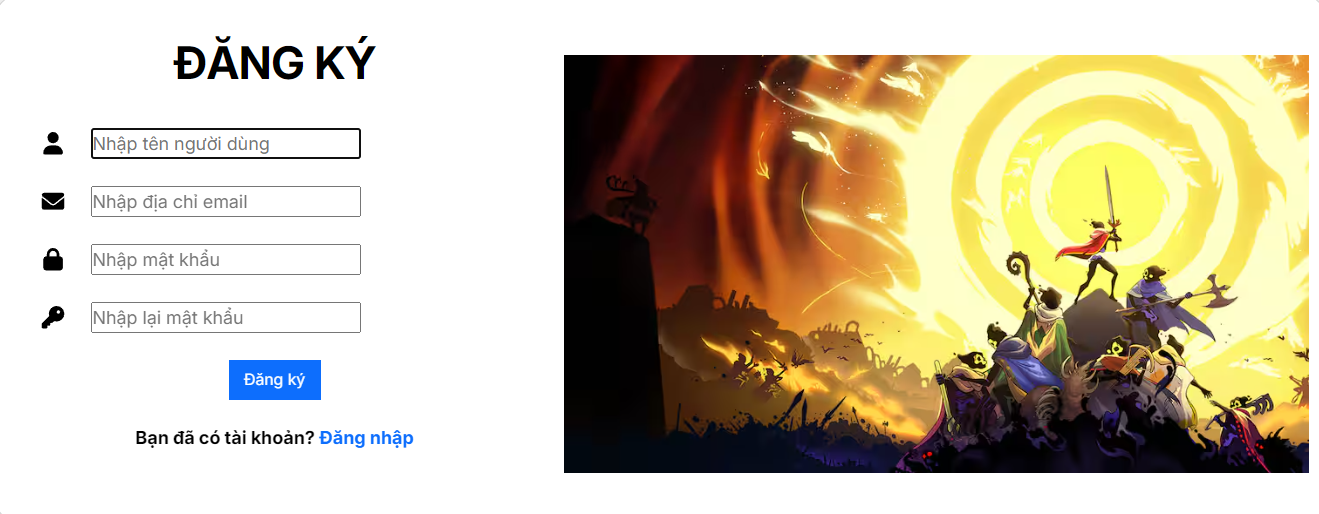 ĐĂNG KÝ
Nhập tên người dùng
Nhập địa chỉ email
Nhập mật khẩu
Nhập lại mật khẩu
Đăng ký
Bạn đã có tài khoản? Đăng nhập